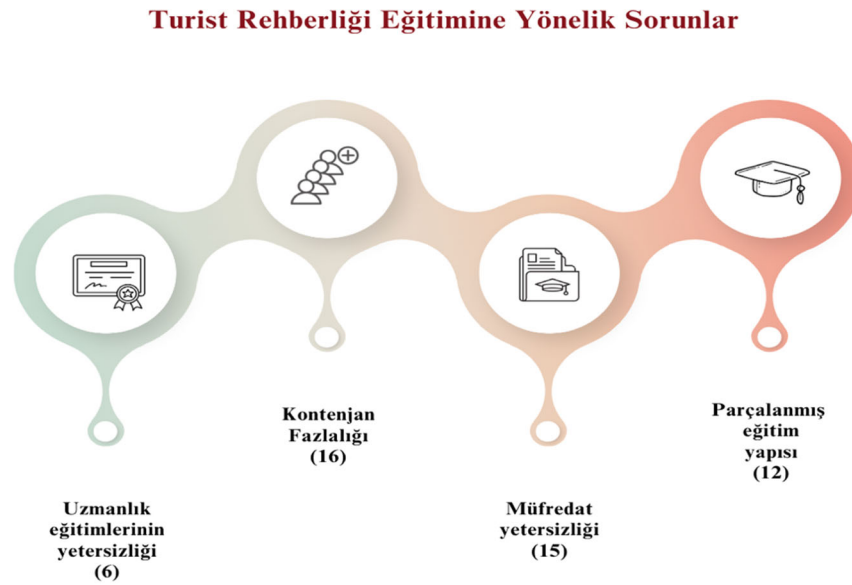 Turist Rehberliği Eğitimine Yönelik Sorunlar
Uzmanlık
eğitimlerinin
yetersizliği
(6)
Kontenjan
Fazlalığı
(16)
Müfredat
yetersizliği
(15)
Parçalanmış
eğitim
yapısı
(12)